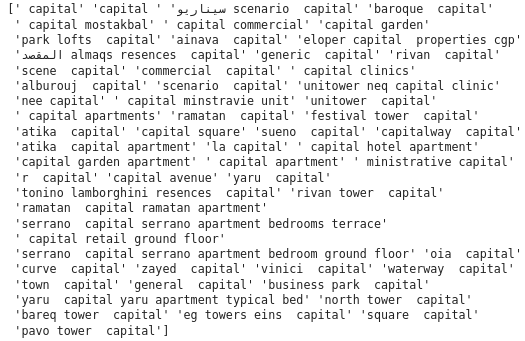 [' capital' 'capital ' 'سيناريو scenario  capital' 'baroque  capital'
 ' capital mostakbal' ' capital commercial' 'capital garden'
 'park lofts  capital' 'ainava  capital' 'eloper capital  properties cgp'
 'المقصد almaqs resences  capital' 'generic  capital' 'rivan  capital'
 'scene  capital' 'commercial  capital' ' capital clinics'
 'alburouj  capital' 'scenario  capital' 'unitower neq capital clinic'
 'nee capital' ' capital minstravie unit' 'unitower  capital'
 ' capital apartments' 'ramatan  capital' 'festival tower  capital'
 'atika  capital' 'capital square' 'sueno  capital' 'capitalway  capital'
 'atika  capital apartment' 'la capital' ' capital hotel apartment'
 'capital garden apartment' ' capital apartment' ' ministrative capital'
 'r  capital' 'capital avenue' 'yaru  capital'
 'tonino lamborghini resences  capital' 'rivan tower  capital'
 'ramatan  capital ramatan apartment'
 'serrano  capital serrano apartment bedrooms terrace'
 ' capital retail ground floor'
 'serrano  capital serrano apartment bedroom ground floor' 'oia  capital'
 'curve  capital' 'zayed  capital' 'vinici  capital' 'waterway  capital'
 'town  capital' 'general  capital' 'business park  capital'
 'yaru  capital yaru apartment typical bed' 'north tower  capital'
 'bareq tower  capital' 'eg towers eins  capital' 'square  capital'
 'pavo tower  capital']